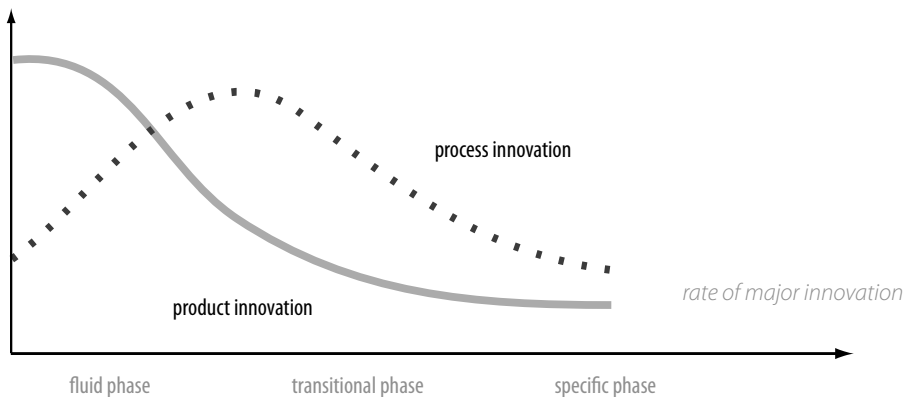 process innovation
rate of major innovation
product innovation
fluid phase
transitional phase
specific phase